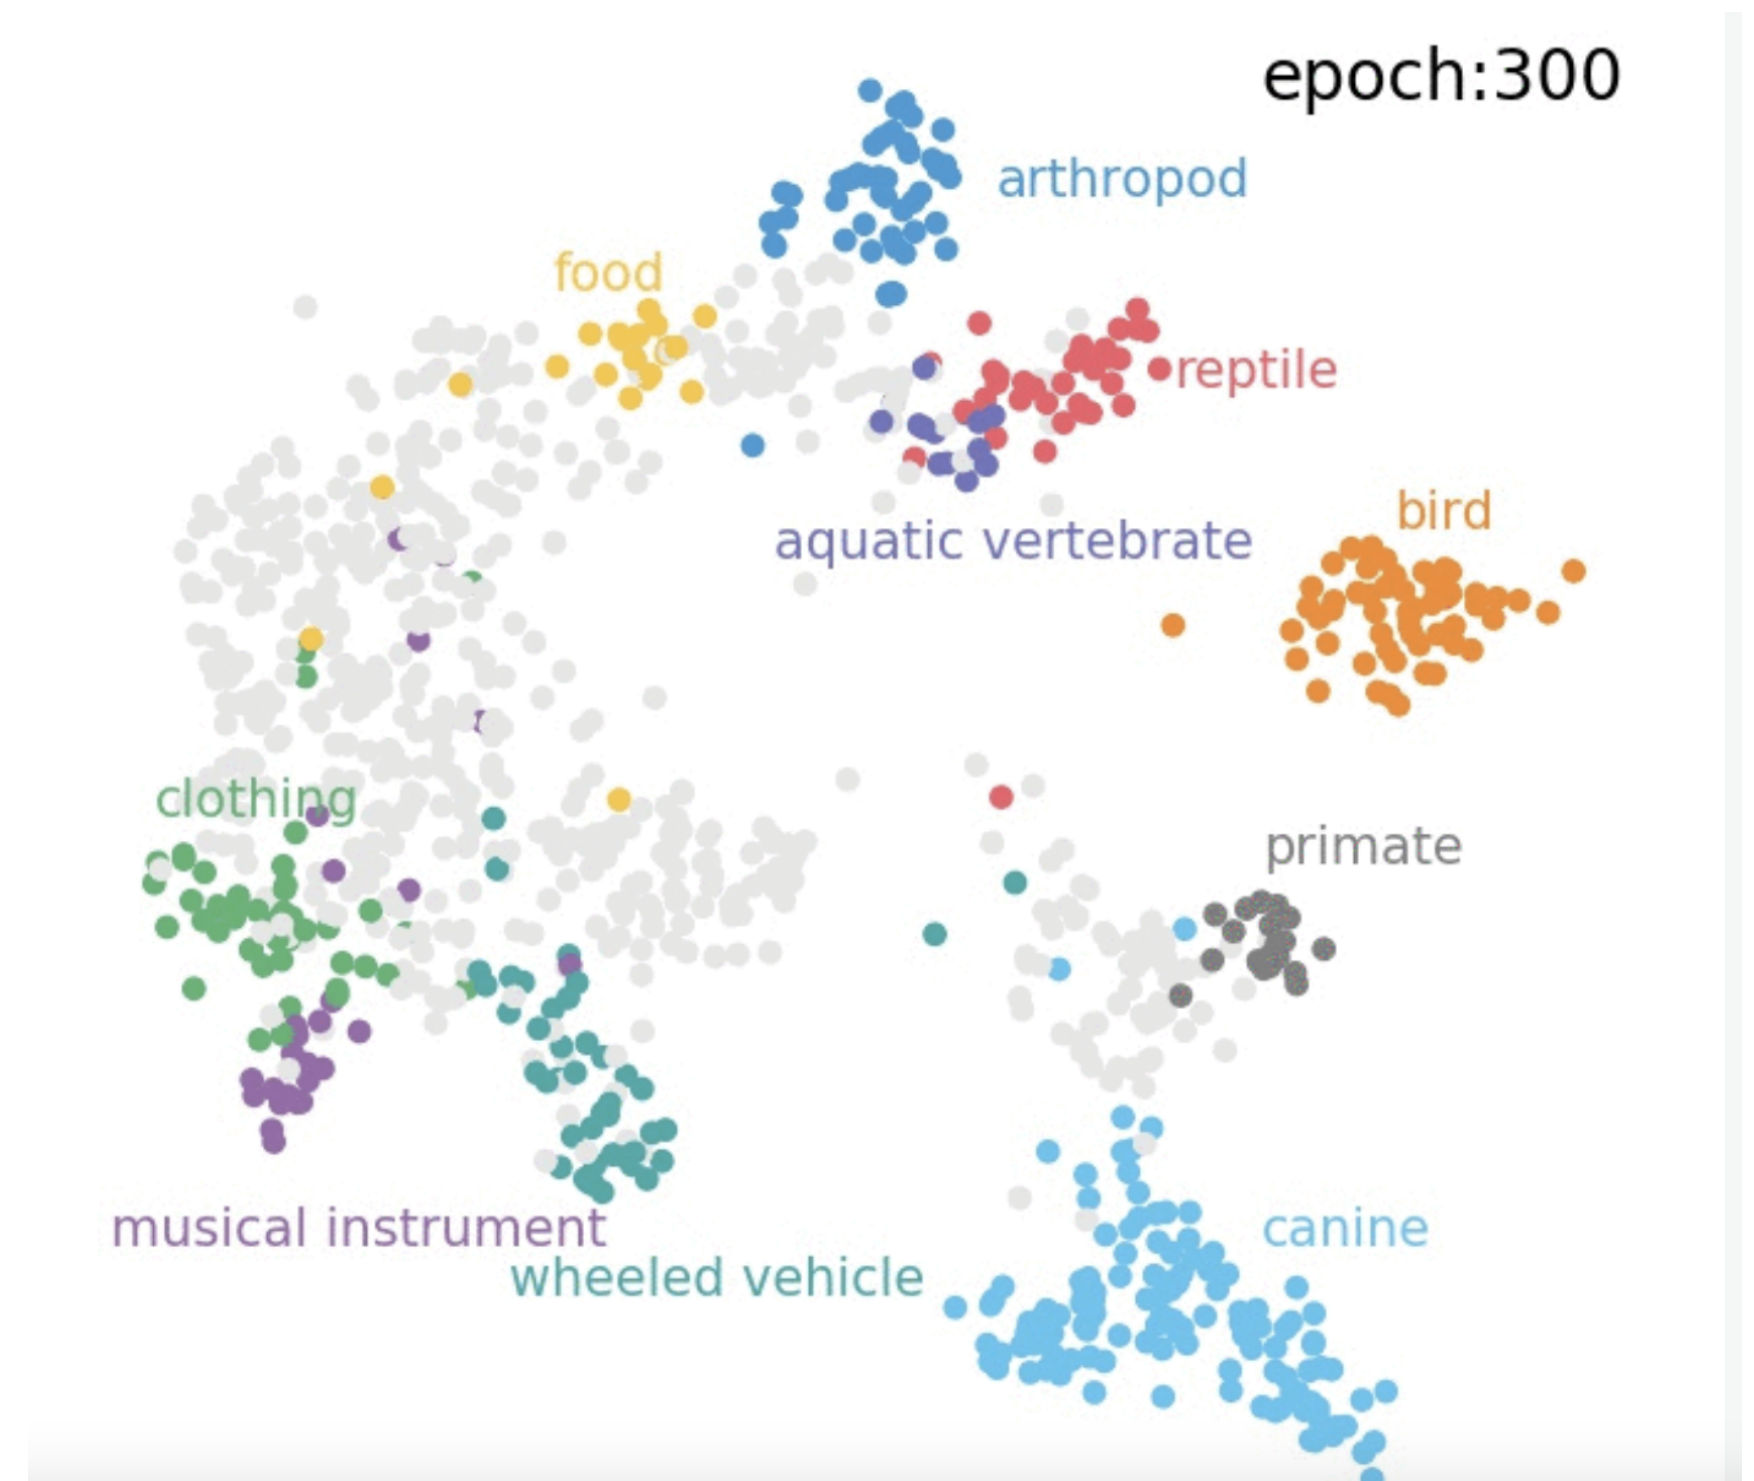 epoch:300
arthropod
food
reptile
bird
aquatic vertebrate
clothing
primate
musical instrument
canine
wheeled vehicle